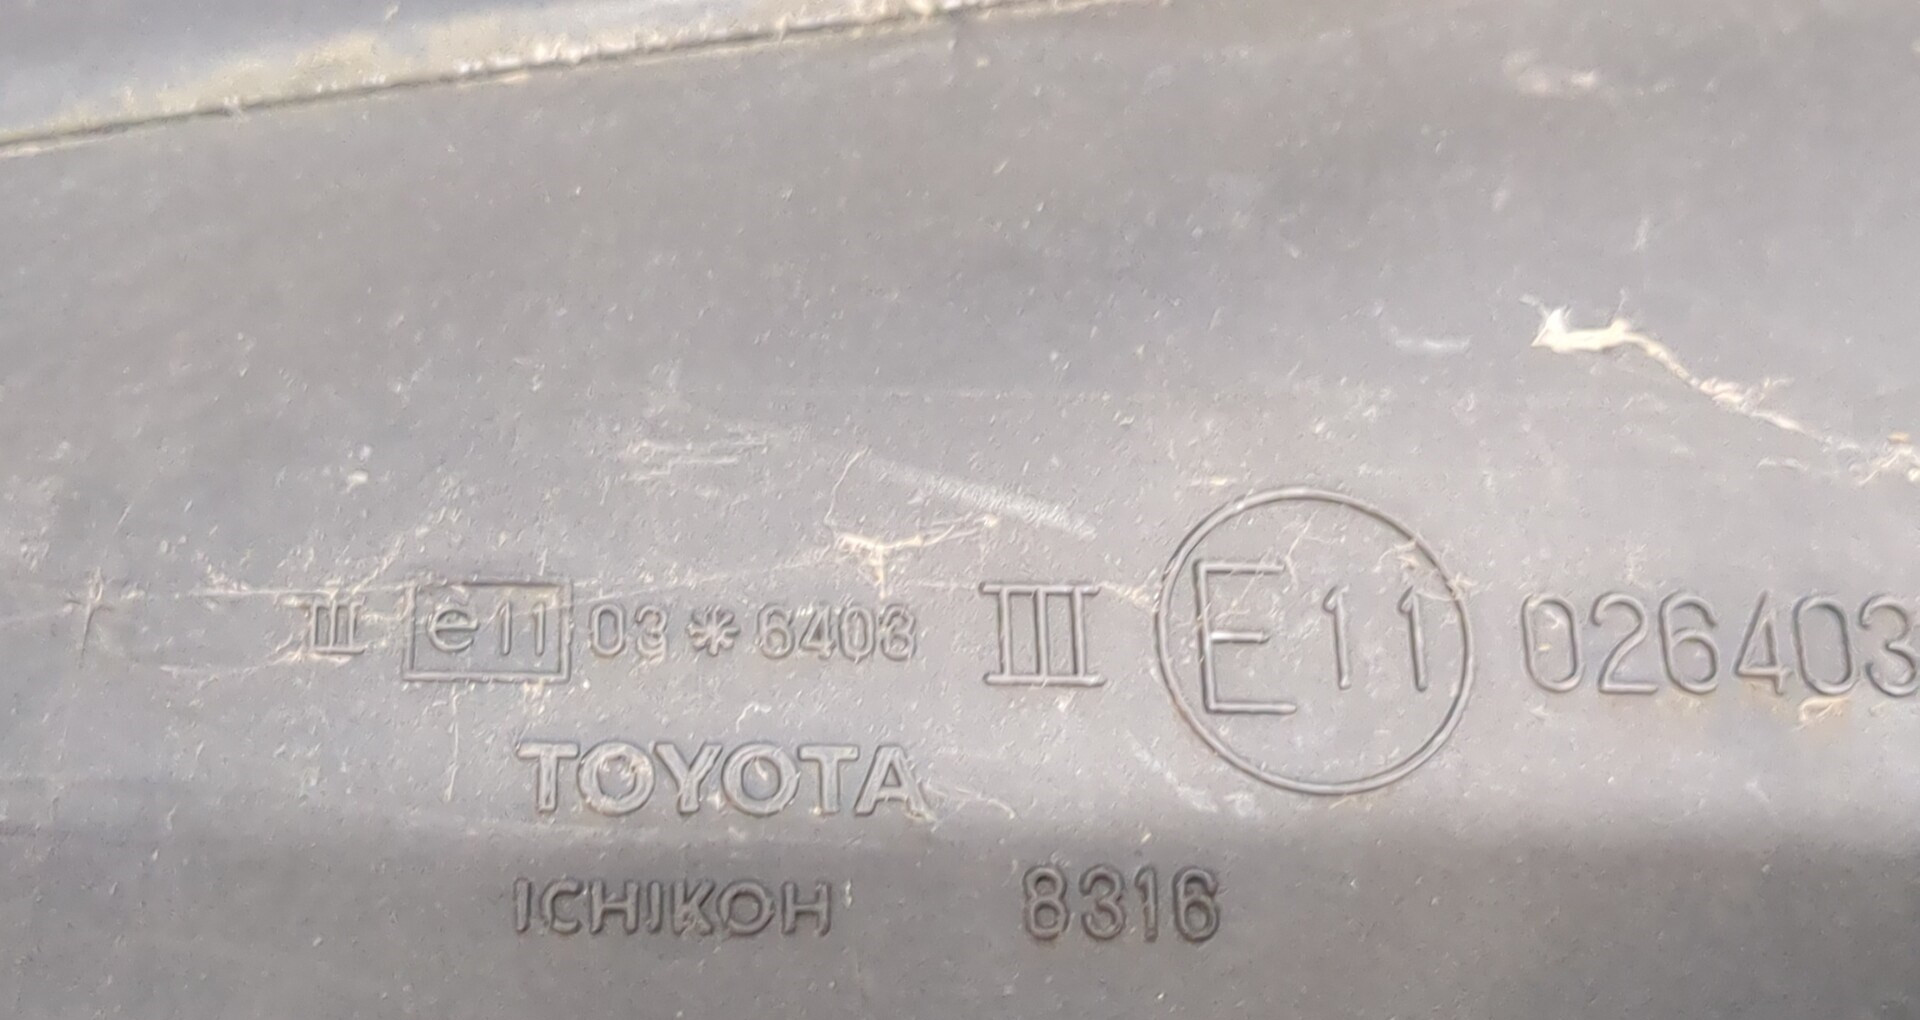 III e11 03*6403 III E11 026403
TOYOTA
ICHIKOH 8316